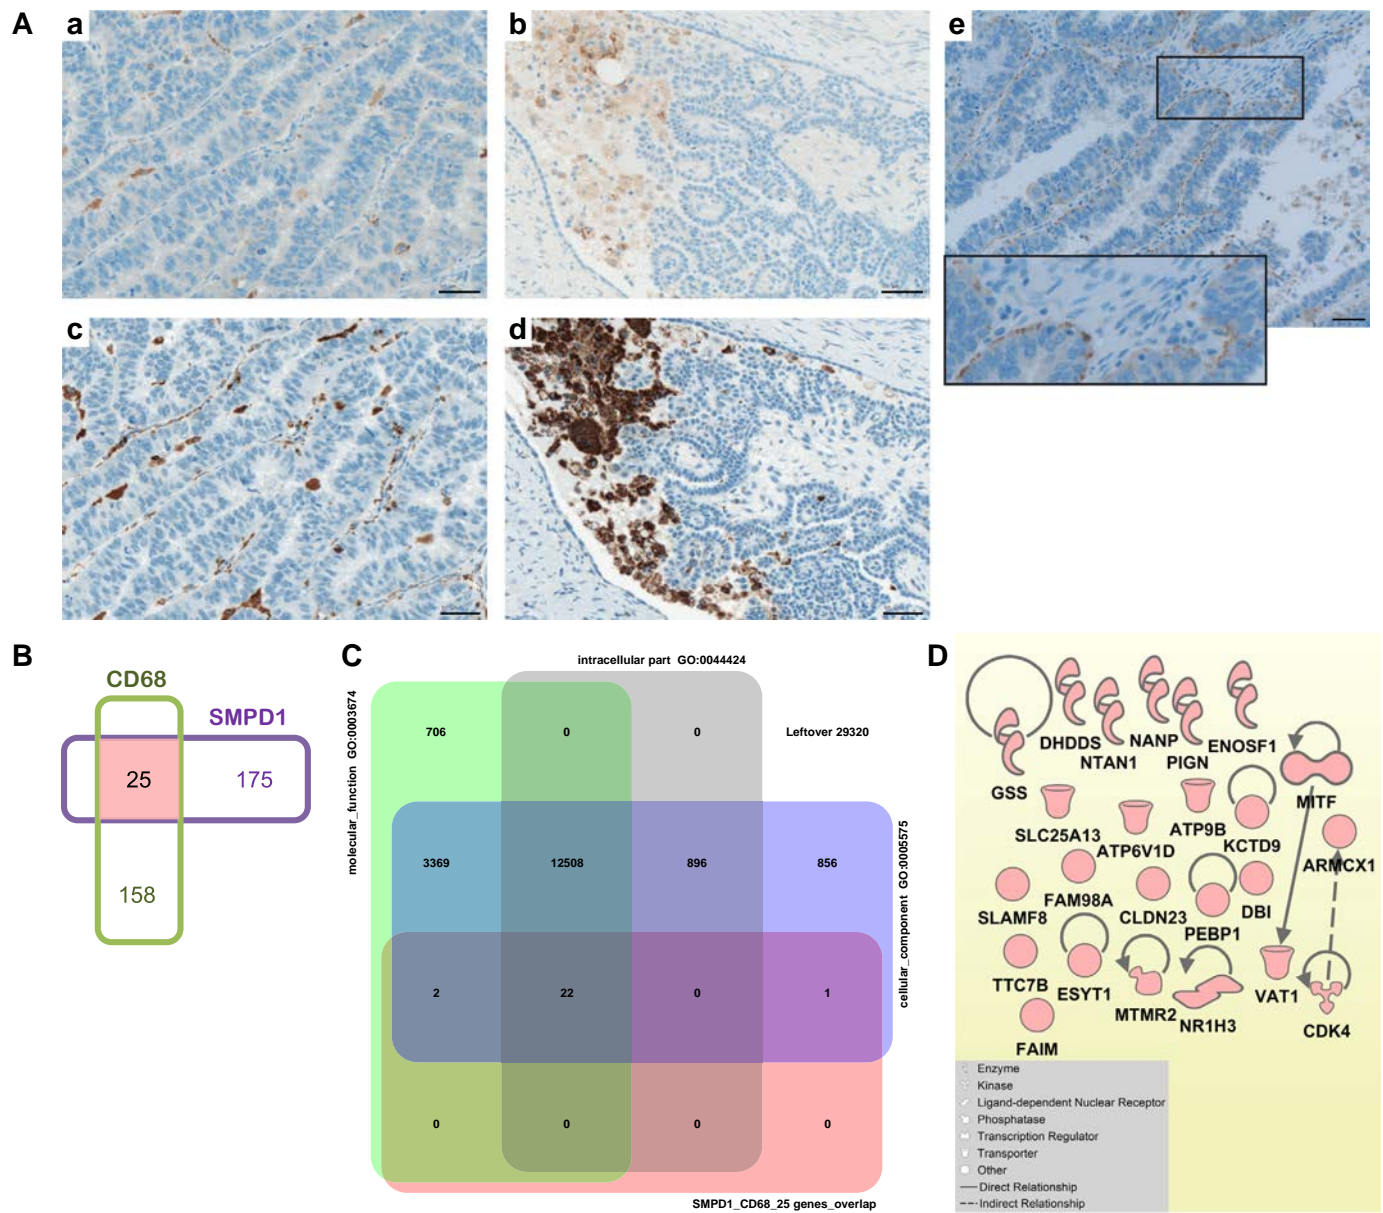 A
a
b
e
c
d
B
CD68
SMPD1
25
175
158
C
intracellular part GO:0044424
molecular_function GO:0003674
cellular_component GO:0005575
706
0
0
Leftover 29320
3369
12508
896
856
2
22
0
1
0
0
0
0
SMPD1_CD68_25 genes_overlap
D
GSS
DHDDS
NTAN1
NANP
PIGN
ENOSF1
MITF
SLC25A13
ATP6V1D
ATP9B
KCTD9
ARMCX1
SLAMF8
FAM98A
CLDN23
PEBP1
DBI
TTC7B
ESYT1
MTMR2
NR1H3
VAT1
CDK4
FAIM
Enzyme
Kinase
Ligand-dependent Nuclear Receptor
Phosphatase
Transcription Regulator
Transporter
Other
Direct Relationship
Indirect Relationship